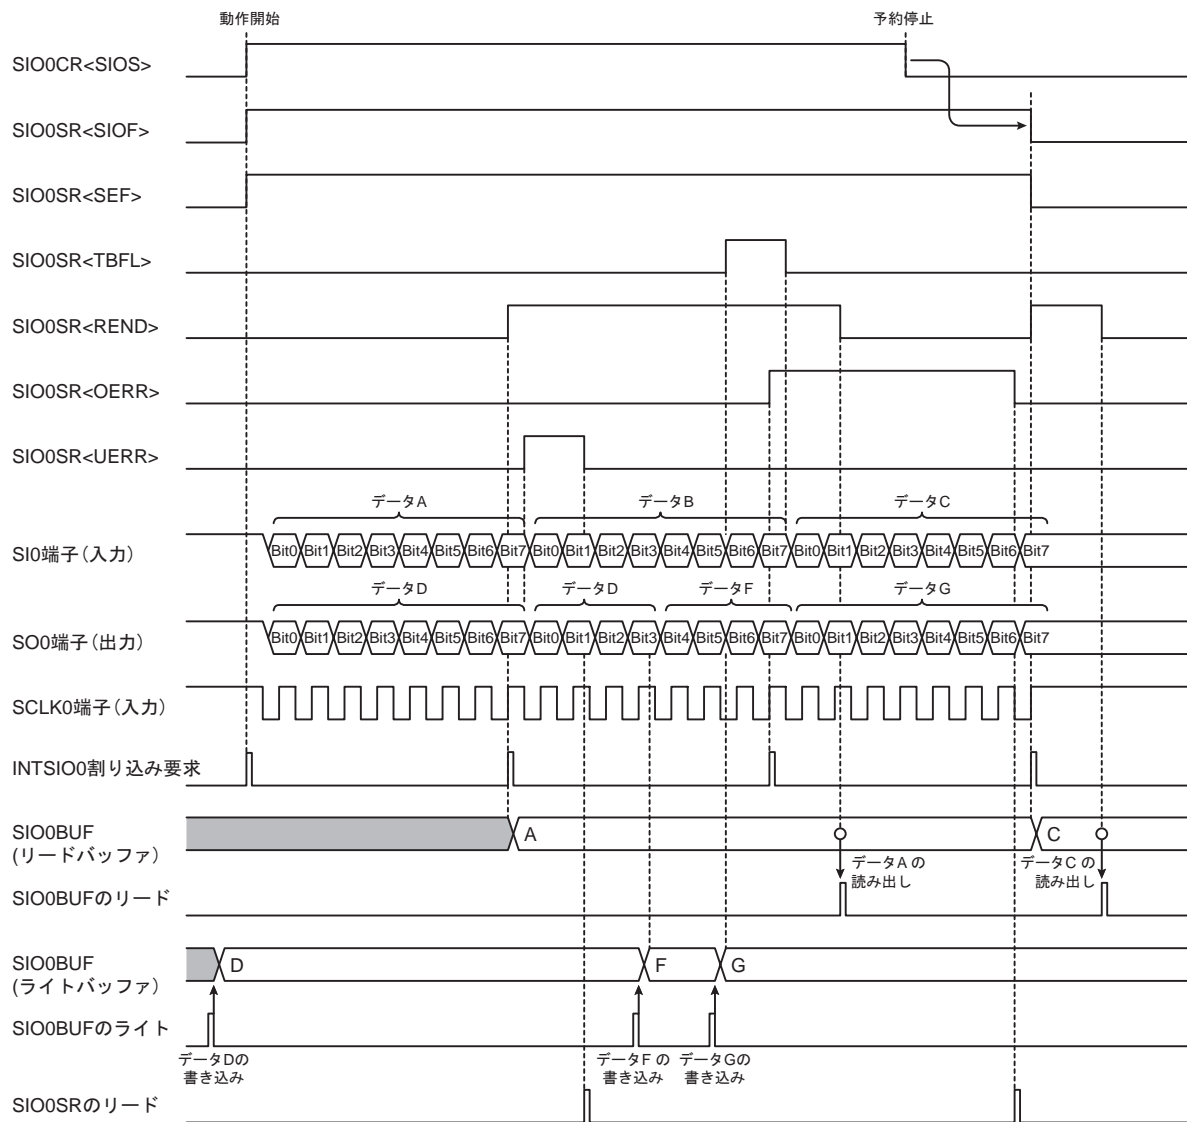 動作開始
予約停止
SIO0CR<SIOS>
SIO0SR<SIOF>
SIO0SR<SEF>
SIO0SR<TBFL>
SIO0SR<REND>
SIO0SR<OERR>
SIO0SR<UERR>
データA
データB
データC
SI0端子(入力)
Bit0 Bit1 Bit2 Bit3 Bit4 Bit5 Bit6 Bit7 Bit0 Bit1 Bit2 Bit3 Bit4 Bit5 Bit6 Bit7 Bit0 Bit1 Bit2 Bit3 Bit4 Bit5 Bit6 Bit7
データD
データD
データF
データG
SO0端子(出力)
Bit0 Bit1 Bit2 Bit3 Bit4 Bit5 Bit6 Bit7 Bit0 Bit1 Bit2 Bit3 Bit4 Bit5 Bit6 Bit7 Bit0 Bit1 Bit2 Bit3 Bit4 Bit5 Bit6 Bit7
SCLK0端子(入力)
INTSIO0割り込み要求
SIO0BUF
(リードバッファ)
A
C
データAの
読み出し
データCの
読み出し
SIO0BUFのリード
SIO0BUF
(ライトバッファ)
D
F
G
SIO0BUFのライト
データDの
書き込み
データFの
書き込み
データGの
書き込み
SIO0SRのリード